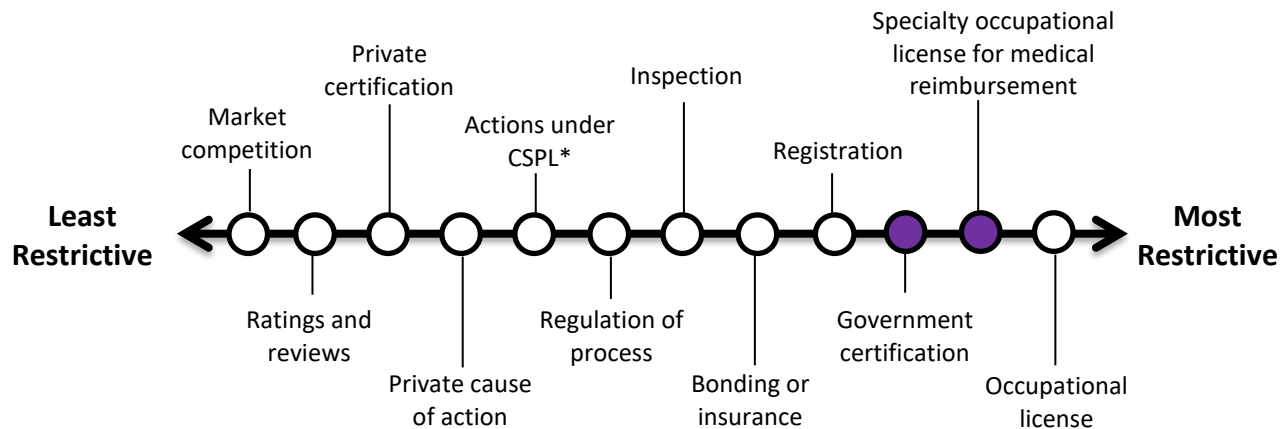 Specialty occupational
license for medical
reimbursement
Private
certification
Inspection
Market
competition
Actions under
CSPL*
Registration
Least
Restrictive
Most
Restrictive
Ratings and
reviews
Regulation of
process
Government
certification
Private cause
of action
Bonding or
insurance
Occupational
license